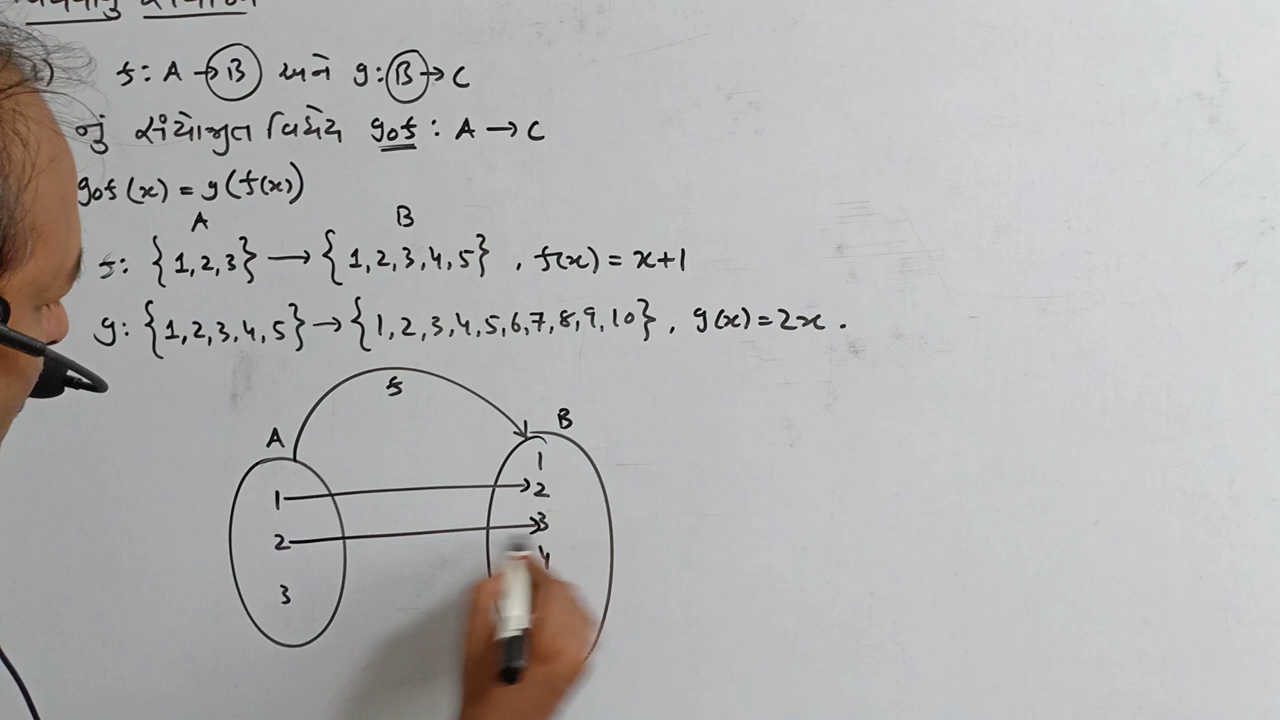 f: A → B અને g: B → C
નું સંયોજીત વિધેય gof : A → C
gof (x) = g(f(x))
A B
f: {1,2,3} → {1,2,3,4,5} , f(x) = x+1
g: {1,2,3,4,5} → {1,2,3,4,5,6,7,8,9,10} , g(x)=2x .
f
A B
1
1 2
2 3
4
3